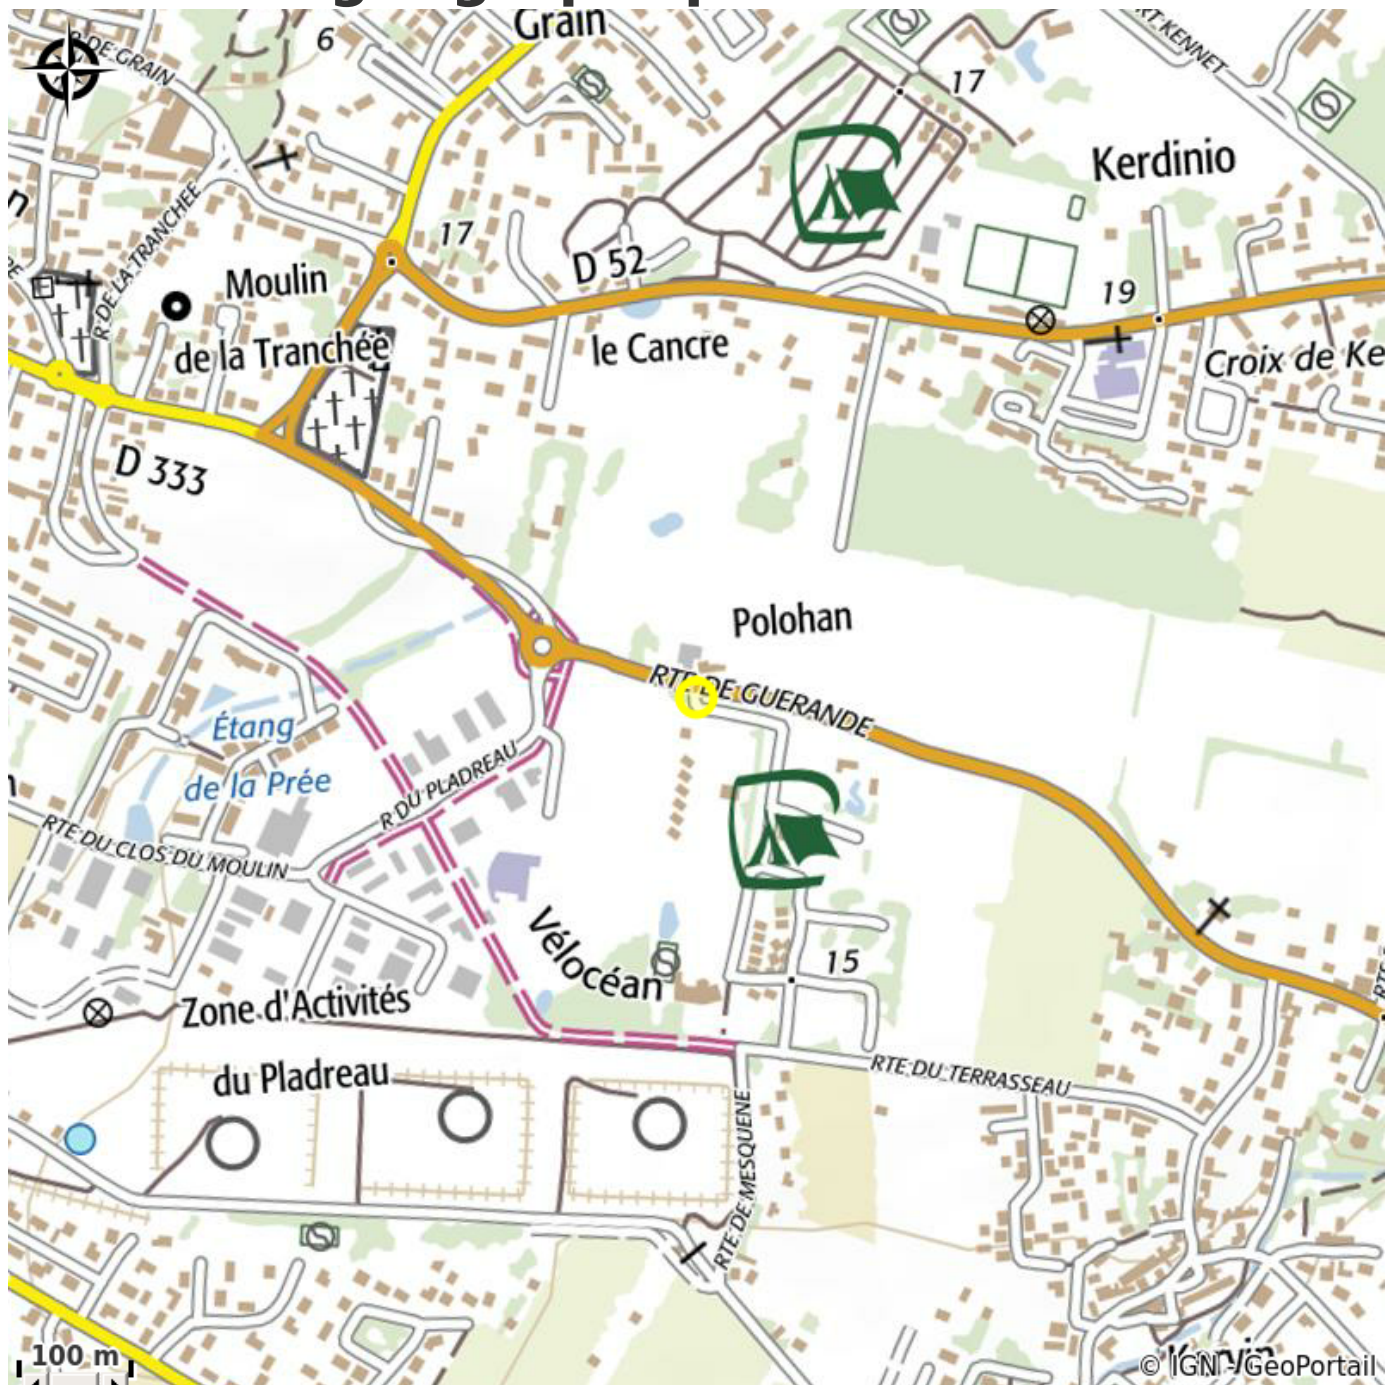 Grain
R DE GRAIN
6
RT KENNET
17
Kerdinio
R DE LA TRANCHEE
17
D 52
Moulin
de la Tranchée
19
le Cancre
Croix de Ke
D 333
Polohan
RTE DE GUERANDE
Étang
de la Prée
R DU PLADREAU
RTE DU CLOS DU MOULIN
Vélocéan
15
Zone d'Activités
du Pladreau
RTE DU TERRASSEAU
RTE DE MESQUENE
100 m
© IGN - GeoPortail